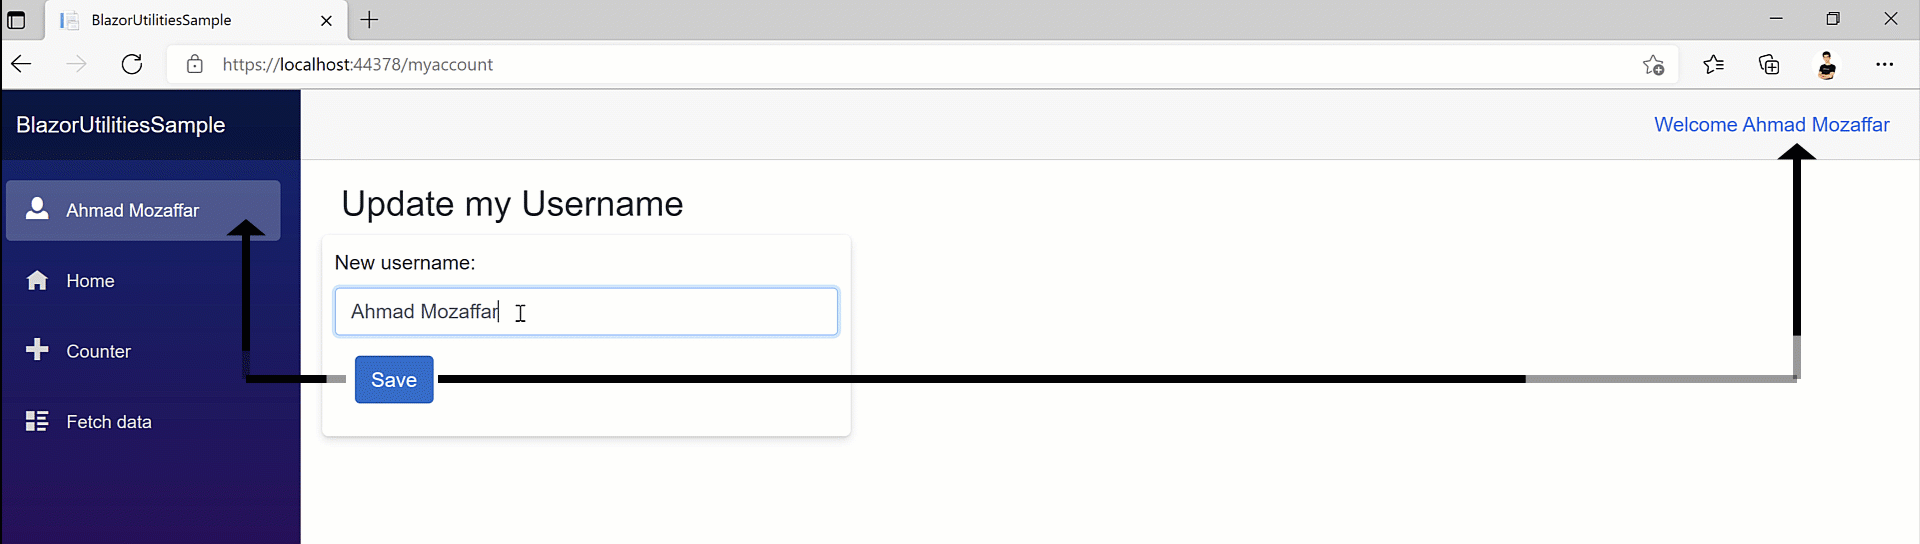 BlazorUtilitiesSample
https://localhost:44378/myaccount
BlazorUtilitiesSample
Welcome Ahmad Mozaffar
Ahmad Mozaffar
Home
Counter
Fetch data
Update my Username
New username:
Ahmad Mozaffar
Save